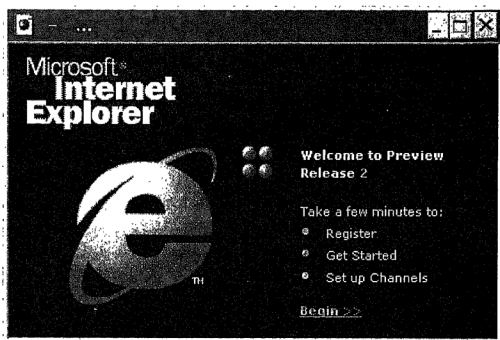 - ...
Microsoft®
Internet
Explorer
Welcome to Preview
Release 2
Take a few minutes to:
Register
Get Started
Set up Channels
Begin >>
TH